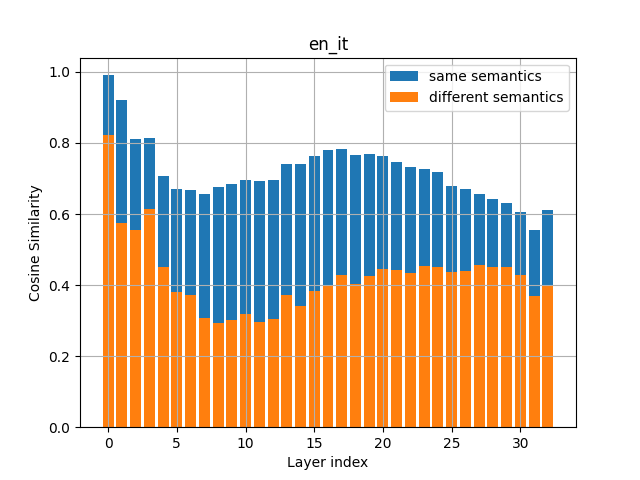 en_it
same semantics
different semantics
1.0
0.8
0.6
0.4
0.2
0.0
Cosine Similarity
0 5 10 15 20 25 30
Layer index